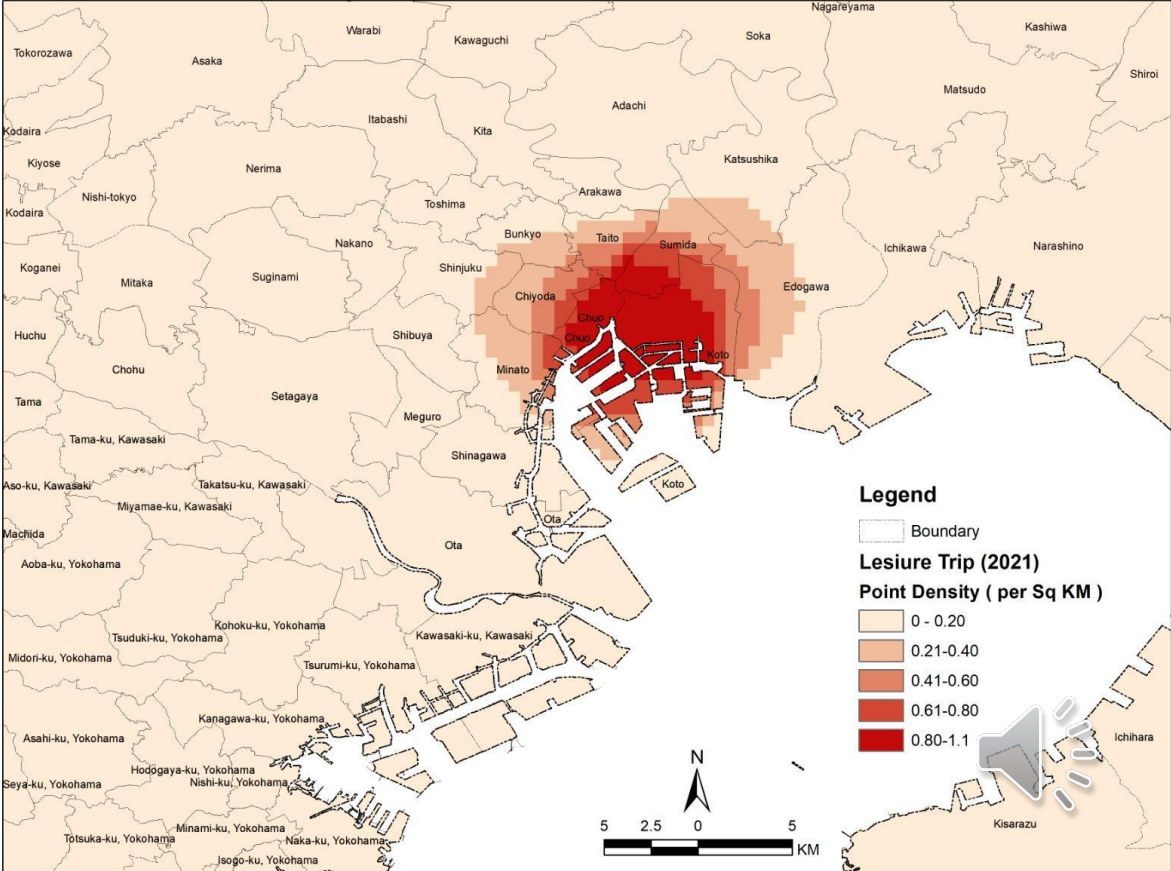 Nagareyama
Warabi
Kawaguchi
Soka
Kashiwa
Tokorozawa
Asaka
Shiroi
Matsudo
Adachi
Itabashi
Kita
Kodaira
Kiyose
Katsushika
Nerima
Nishi-tokyo
Arakawa
Toshima
Kodaira
Bunkyo
Taito
Sumida
Nakano
Ichikawa
Narashino
Koganei
Shinjuku
Mitaka
Suginami
Edogawa
Chiyoda
Chuo
Huchu
Shibuya
Chuo
Koto
Chohu
Minato
Setagaya
Tama
Meguro
Tama-ku, Kawasaki
Shinagawa
Aso-ku, Kawasaki
Takatsu-ku, Kawasaki
Koto
Miyamae-ku, Kawasaki
Ota
Machida
Ota
Aoba-ku, Yokohama
Kohoku-ku, Yokohama
Tsuduki-ku, Yokohama
Kawasaki-ku, Kawasaki
Midori-ku, Yokohama
Tsurumi-ku, Yokohama
Kanagawa-ku, Yokohama
Asahi-ku, Yokohama
Hodogaya-ku, Yokohama
Seya-ku, Yokohama
Nishi-ku, Yokohama
Minami-ku, Yokohama
Totsuka-ku, Yokohama
Naka-ku, Yokohama
Isogo-ku, Yokohama
Ichihara
Kisarazu
Legend
Boundary
Lesiure Trip (2021)
Point Density ( per Sq KM )
0 - 0.20
0.21-0.40
0.41-0.60
0.61-0.80
0.80-1.1
N
5 2.5 0 5
KM